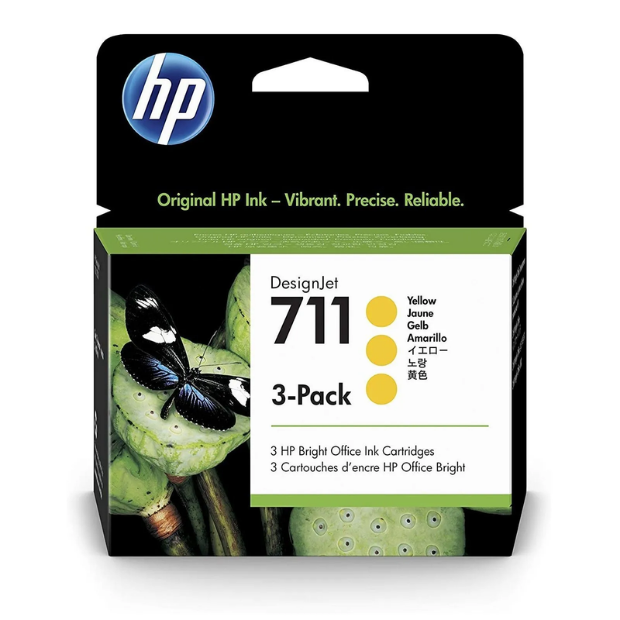 hp
Original HP Ink – Vibrant. Precise. Reliable.
DesignJet
711
3-Pack
Yellow
Jaune
Gelb
Amarillo
イエロー
노랑
黄色
3 HP Bright Office Ink Cartridges
3 Cartouches d'encre HP Office Bright